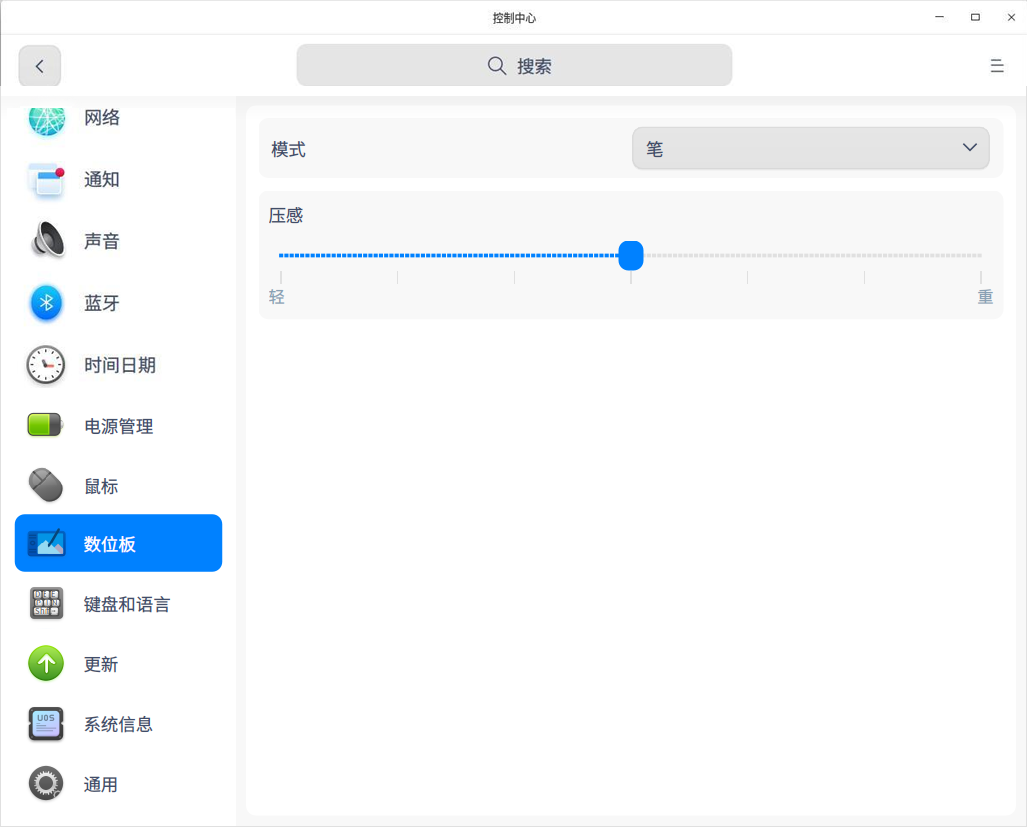 控制中心
搜索
网络
通知
声音
蓝牙
时间日期
电源管理
鼠标
数位板
键盘和语言
更新
UOS
系统信息
通用
模式
笔
压感
轻
重